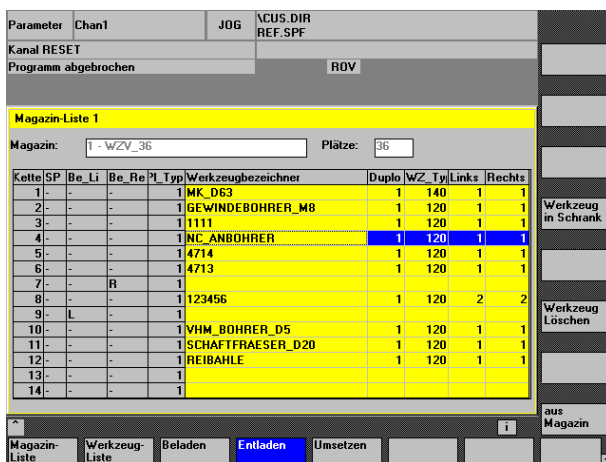 Parameter Chan1 JOG \CUS.DIR
REF.SPF
Kanal RESET
Programm abgebrochen ROV
Magazin-Liste 1
Magazin: 1 - WZV_36 Plätze: 36
Kette SP Be_Li Be_Re Pl_Typ Werkzeugbezeichner Duplo WZ_Ty Links Rechts
1 - - - 1 MK_D63 1 140 1 1
2 - - - 1 GEWINDEBOHRER_M8 1 120 1 1
3 - - - 1 1111 1 120 1 1
4 - - - 1 NC_ANBOHRER 1 120 1 1
5 - - - 1 4714 1 120 1 1
6 - - - 1 4713 1 120 1 1
7 - - R 1
8 - - - 1 123456 1 120 2 2
9 - L - 1
10 - - - 1 VHM_BOHRER_D5 1 120 1 1
11 - - - 1 SCHAFTFRAESER_D20 1 120 1 1
12 - - - 1 REIBAHLE 1 120 1 1
13 - - - 1
14 - - - 1
Werkzeug
in Schrank
Werkzeug
Löschen
aus
Magazin
^ i
Magazin-
Liste
Werkzeug-
Liste
Beladen
Entladen
Umsetzen